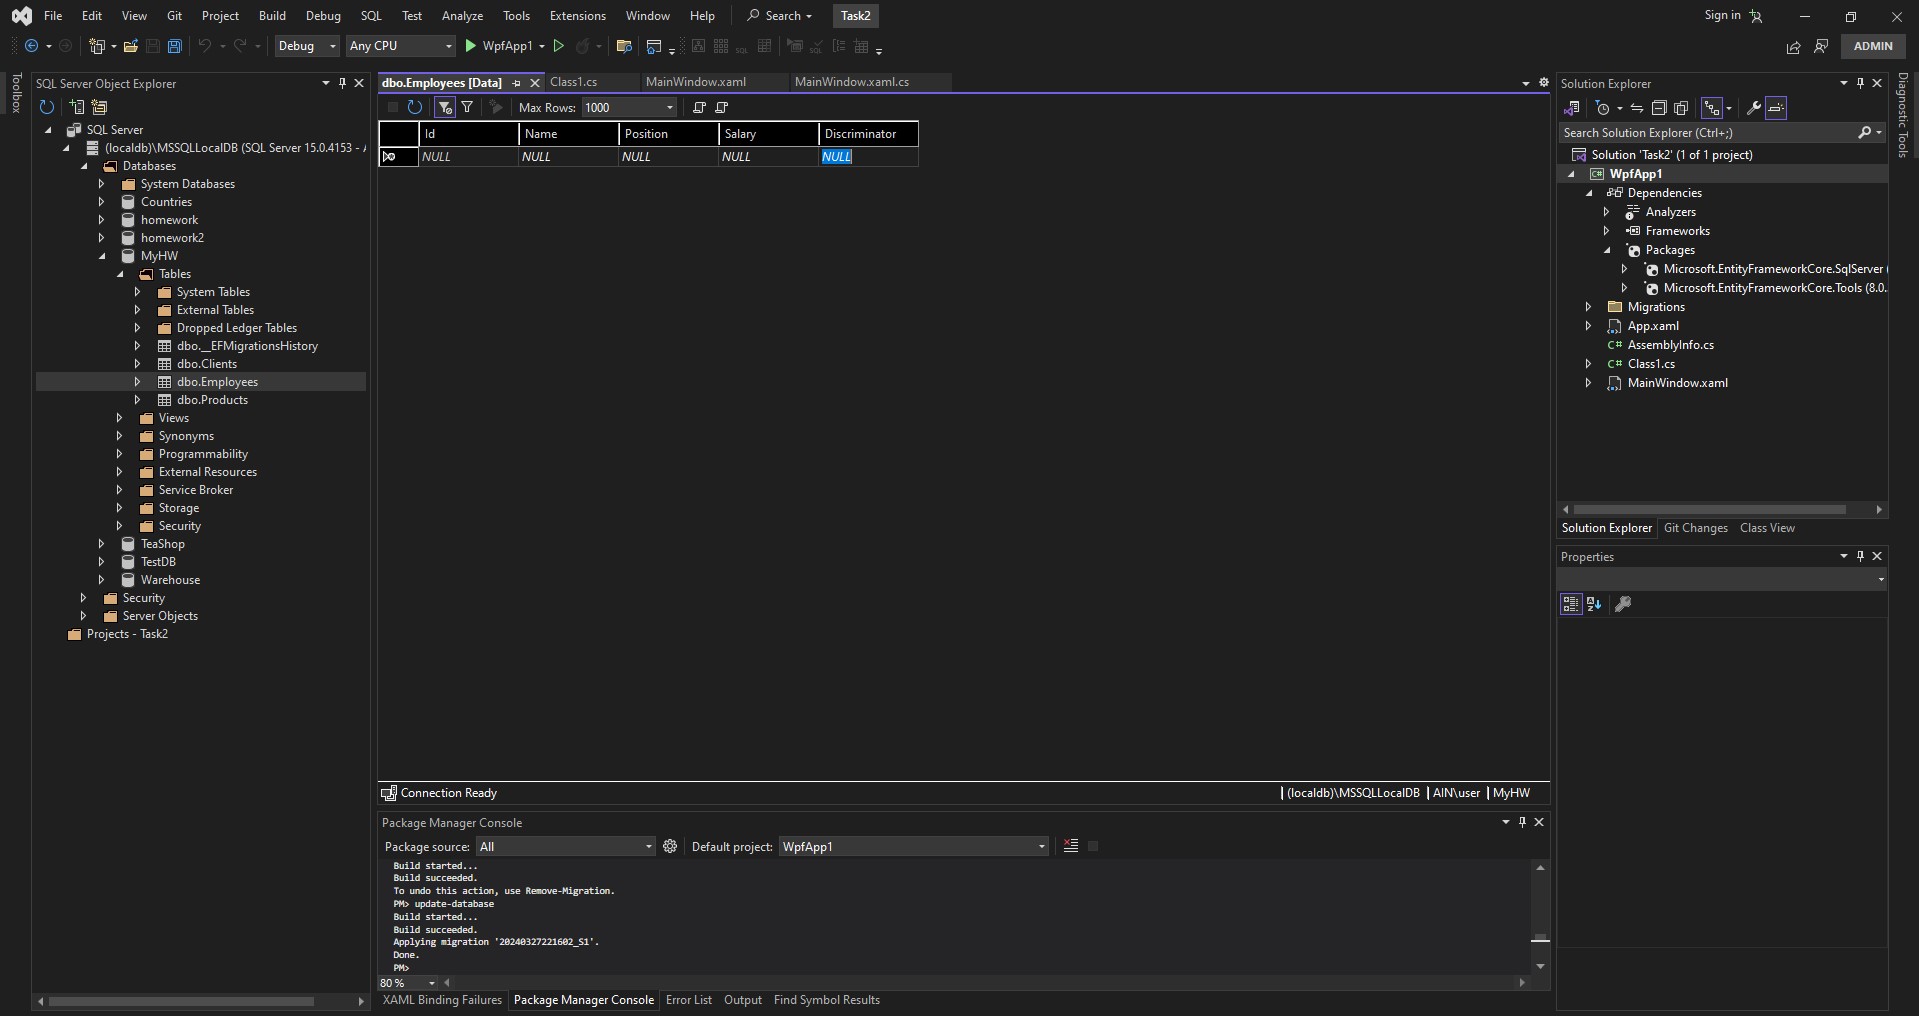 File Edit View Git Project Build Debug SQL Test Analyze Tools Extensions Window Help Search Task2 Sign in
Debug Any CPU WpfApp1 ADMIN
Toolbox
SQL Server Object Explorer
SQL Server
(localdb)\MSSQLLocalDB (SQL Server 15.0.4153 - A
Databases
System Databases
Countries
homework
homework2
MyHW
Tables
System Tables
External Tables
Dropped Ledger Tables
dbo.__EFMigrationsHistory
dbo.Clients
dbo.Employees
dbo.Products
Views
Synonyms
Programmability
External Resources
Service Broker
Storage
Security
TeaShop
TestDB
Warehouse
Security
Server Objects
Projects - Task2
dbo.Employees [Data] Class1.cs MainWindow.xaml MainWindow.xaml.cs
Max Rows: 1000
Id Name Position Salary Discriminator
NULL NULL NULL NULL NULL
Connection Ready (localdb)\MSSQLLocalDB AIN\user MyHW
Package Manager Console
Package source: All Default project: WpfApp1
Build started...
Build succeeded.
To undo this action, use Remove-Migration.
PM> update-database
Build started...
Build succeeded.
Applying migration '20240327221602_S1'.
Done.
PM>
80 %
XAML Binding Failures Package Manager Console Error List Output Find Symbol Results
Solution Explorer
Search Solution Explorer (Ctrl+;)
Solution 'Task2' (1 of 1 project)
WpfApp1
Dependencies
Analyzers
Frameworks
Packages
Microsoft.EntityFrameworkCore.SqlServer (
Microsoft.EntityFrameworkCore.Tools (8.0.
Migrations
App.xaml
AssemblyInfo.cs
Class1.cs
MainWindow.xaml
Solution Explorer Git Changes Class View
Properties
Diagnostic Tools